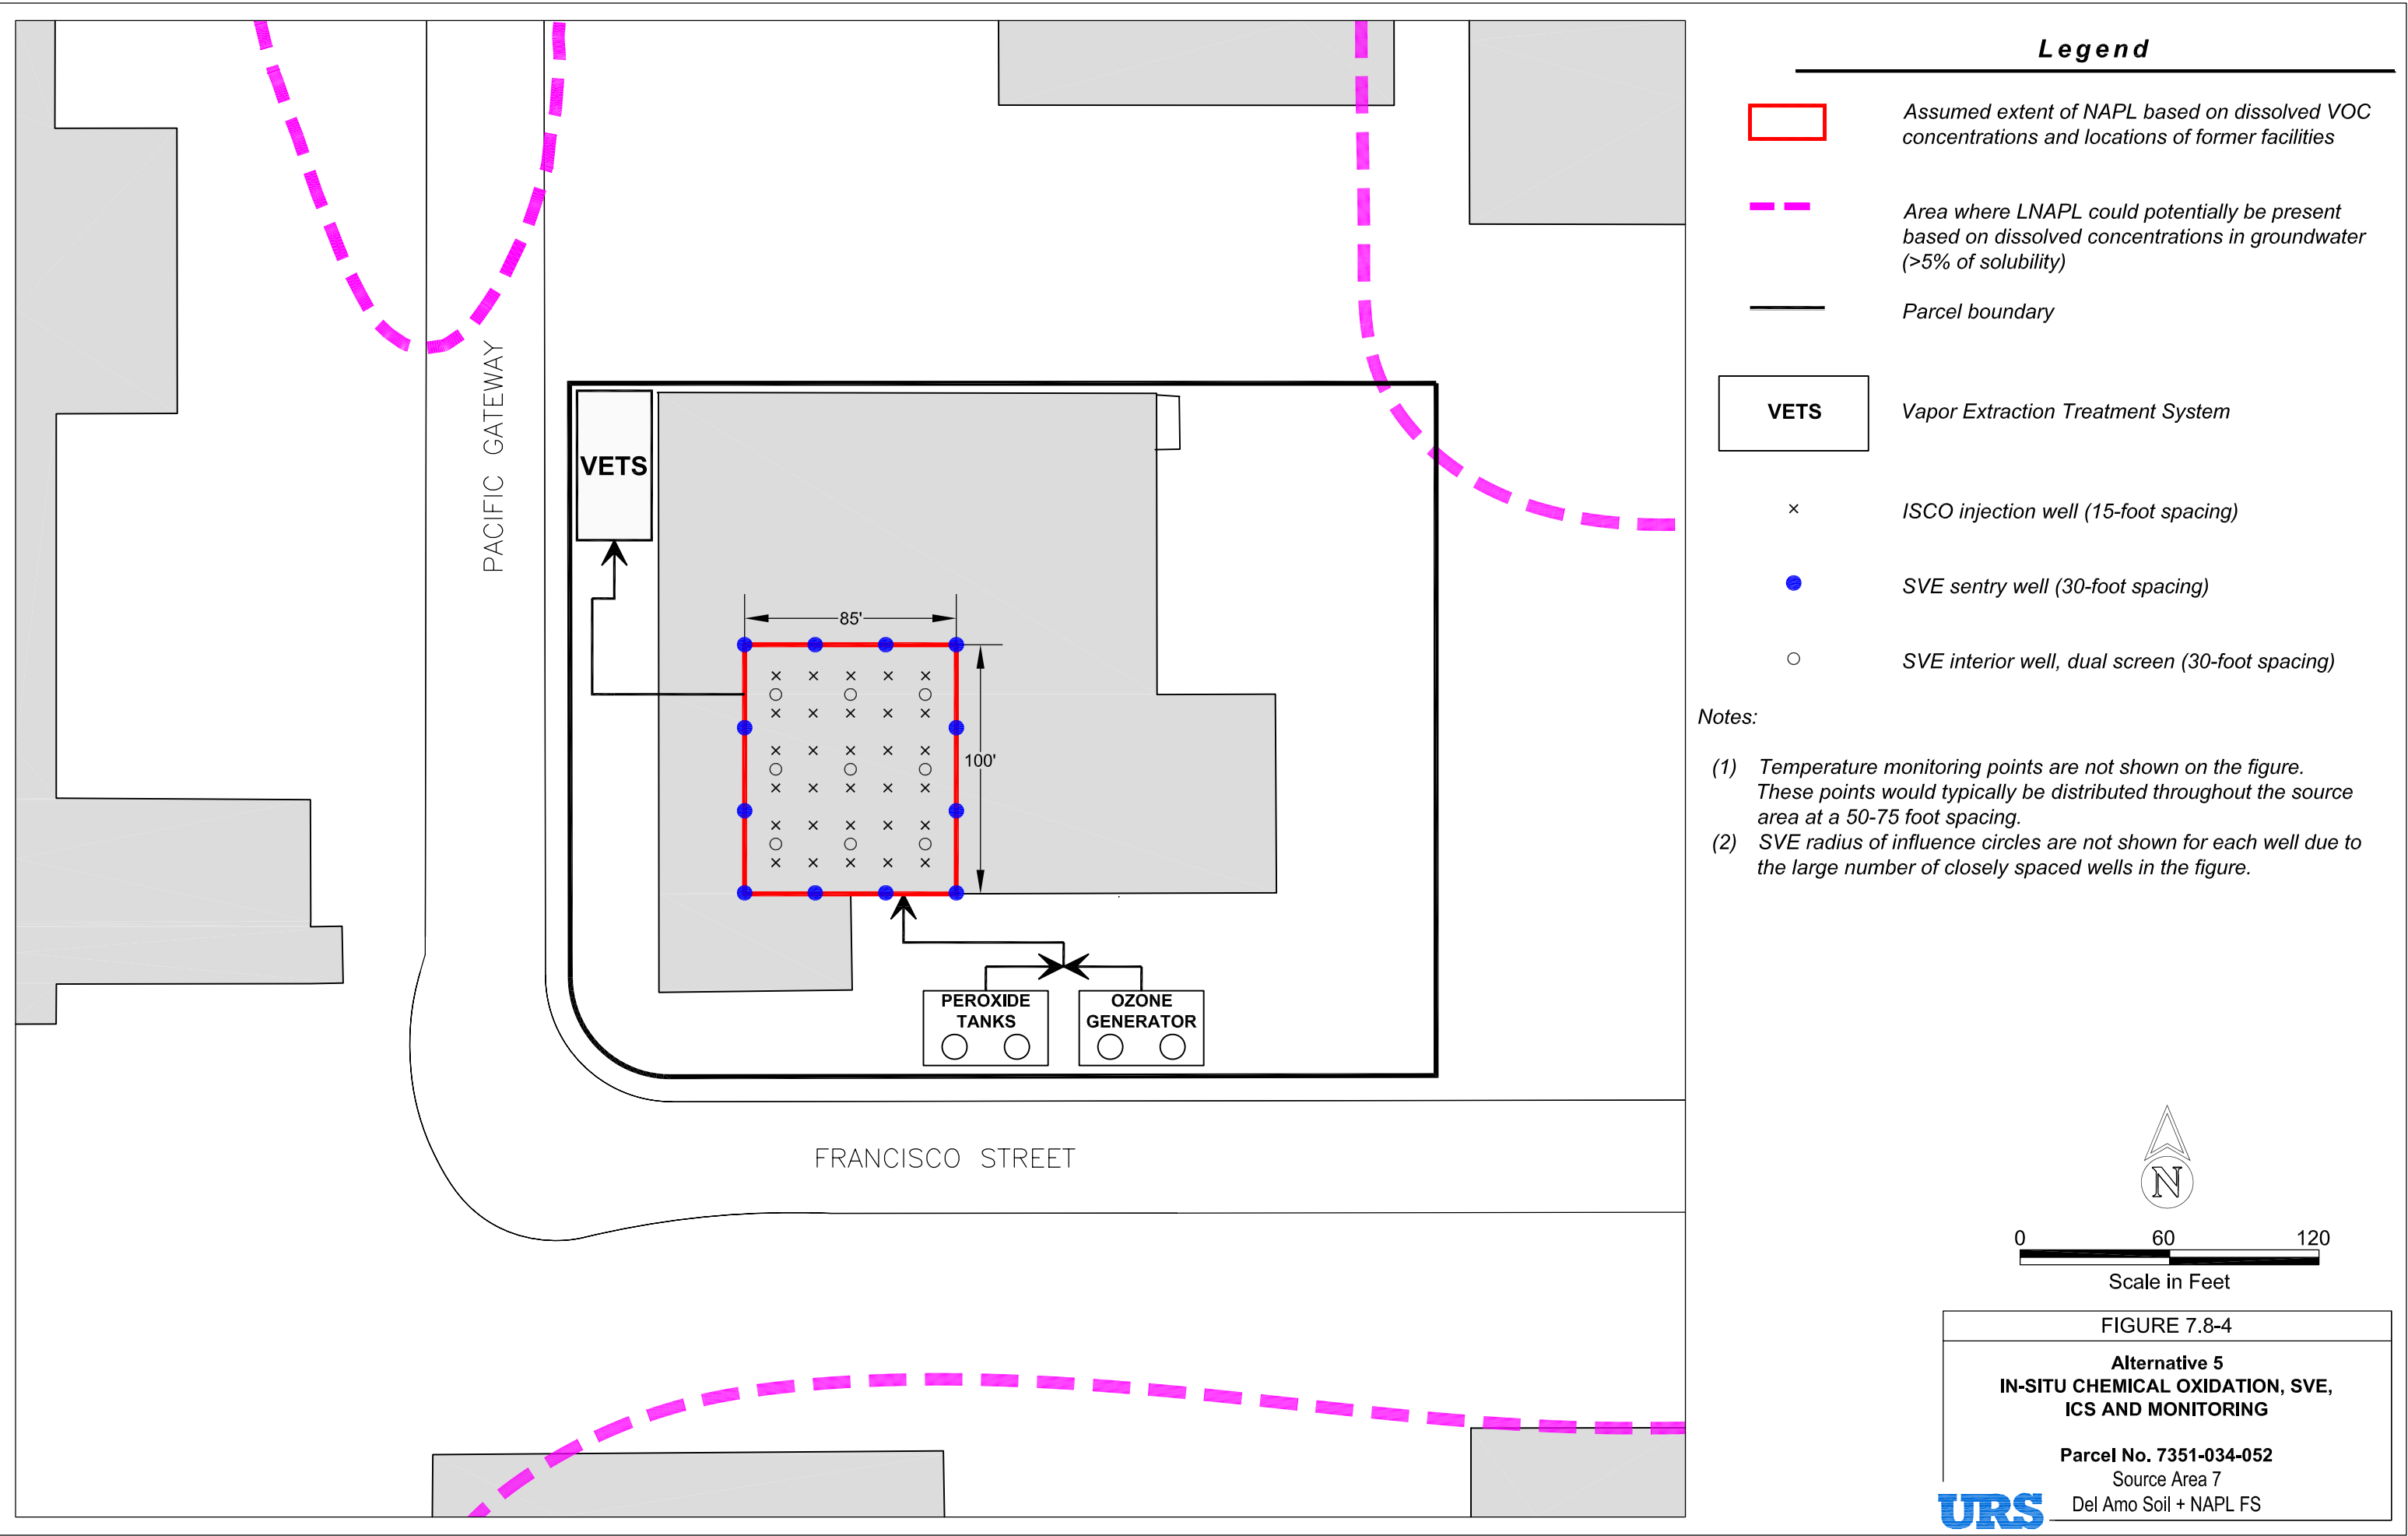 PACIFIC GATEWAY
VETS
85'
100'
PEROXIDE
TANKS
OZONE
GENERATOR
FRANCISCO STREET
Legend
Assumed extent of NAPL based on dissolved VOC
concentrations and locations of former facilities
Area where LNAPL could potentially be present
based on dissolved concentrations in groundwater
(>5% of solubility)
Parcel boundary
VETS
Vapor Extraction Treatment System
ISCO injection well (15-foot spacing)
SVE sentry well (30-foot spacing)
SVE interior well, dual screen (30-foot spacing)
Notes:
(1) Temperature monitoring points are not shown on the figure.
These points would typically be distributed throughout the source
area at a 50-75 foot spacing.
(2) SVE radius of influence circles are not shown for each well due to
the large number of closely spaced wells in the figure.
N
0 60 120
Scale in Feet
FIGURE 7.8-4
Alternative 5
IN-SITU CHEMICAL OXIDATION, SVE,
ICS AND MONITORING
Parcel No. 7351-034-052
Source Area 7
Del Amo Soil + NAPL FS
URS